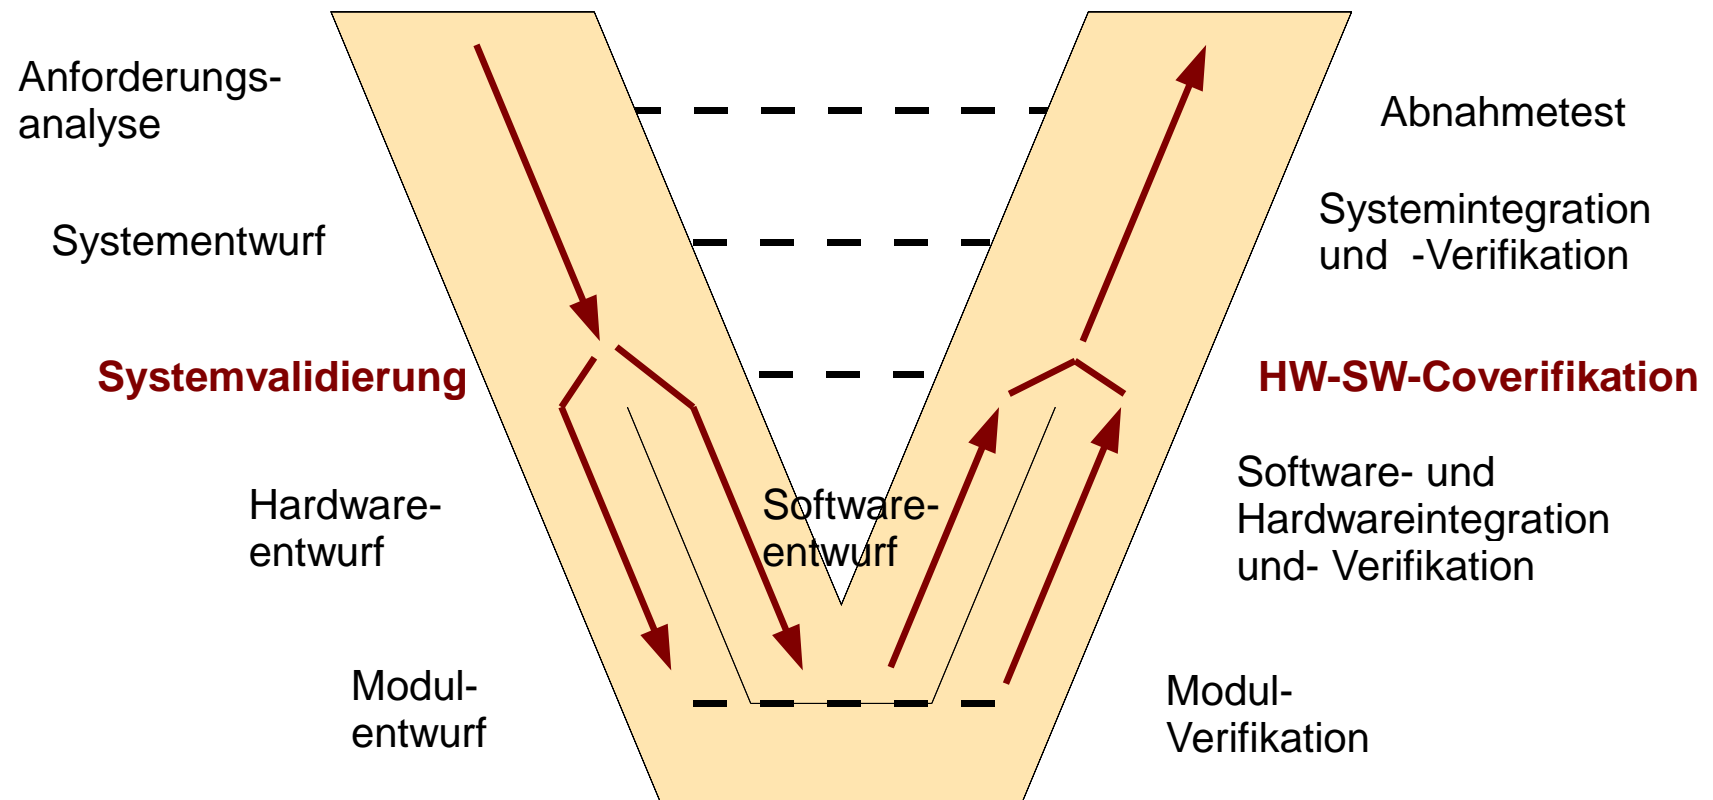 Anforderungs-
analyse
Abnahmetest
Systementwurf
Systemintegration
und -Verifikation
Systemvalidierung
HW-SW-Coverifikation
Hardware-
entwurf
Software-
entwurf
Software- und
Hardwareintegration
und- Verifikation
Modul-
entwurf
Modul-
Verifikation